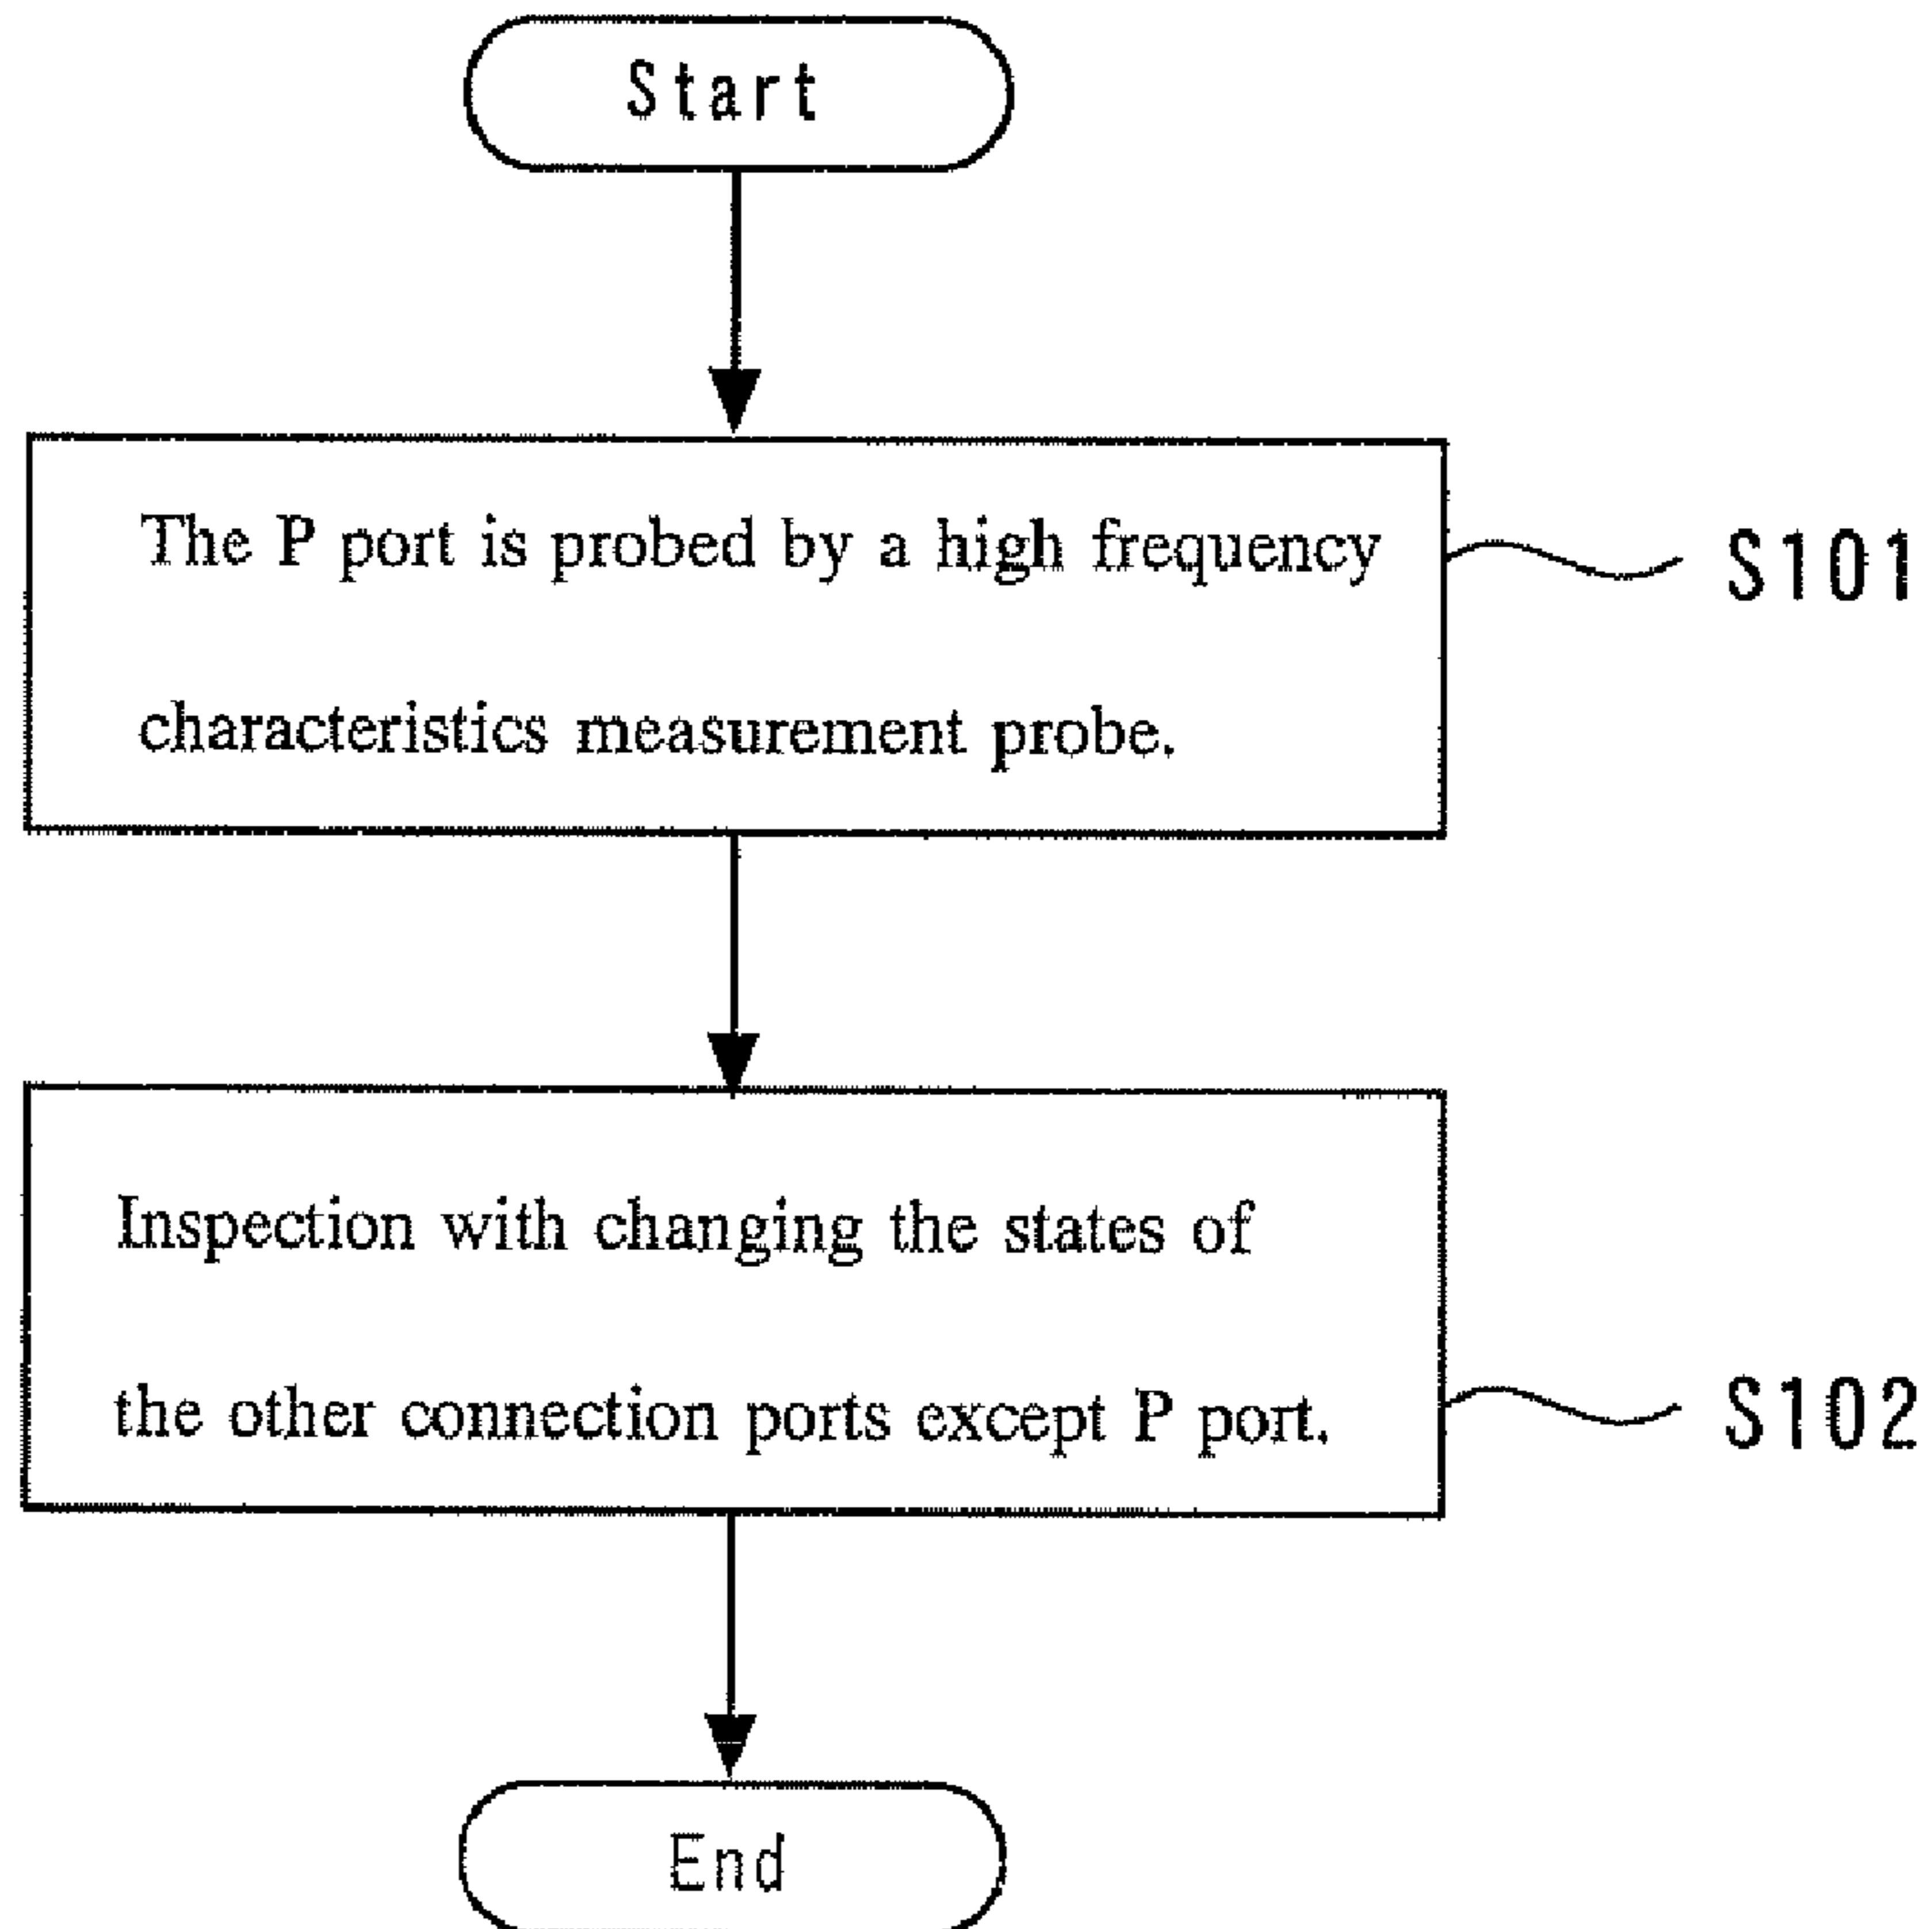 Start
The P port is probed by a high frequency
S101
characteristics measurement probe.
Inspection with changing the states of
the other connection ports except P port.
S102
End